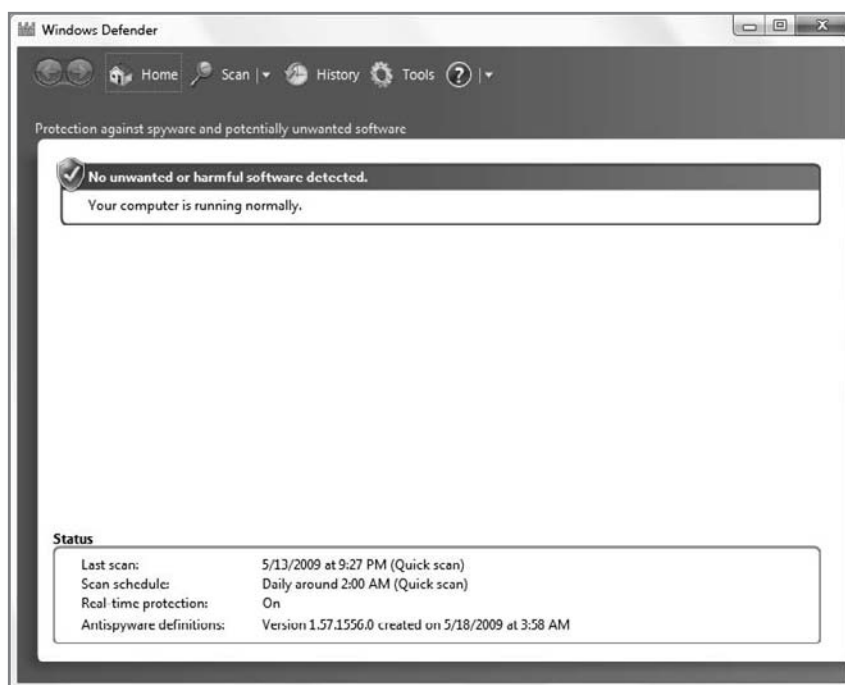 Windows Defender
Home Scan History Tools ?
Protection against spyware and potentially unwanted software
No unwanted or harmful software detected.
Your computer is running normally.
Status
Last scan: 5/13/2009 at 9:27 PM (Quick scan)
Scan schedule: Daily around 2:00 AM (Quick scan)
Real-time protection: On
Antispyware definitions: Version 1.57.1556.0 created on 5/18/2009 at 3:58 AM